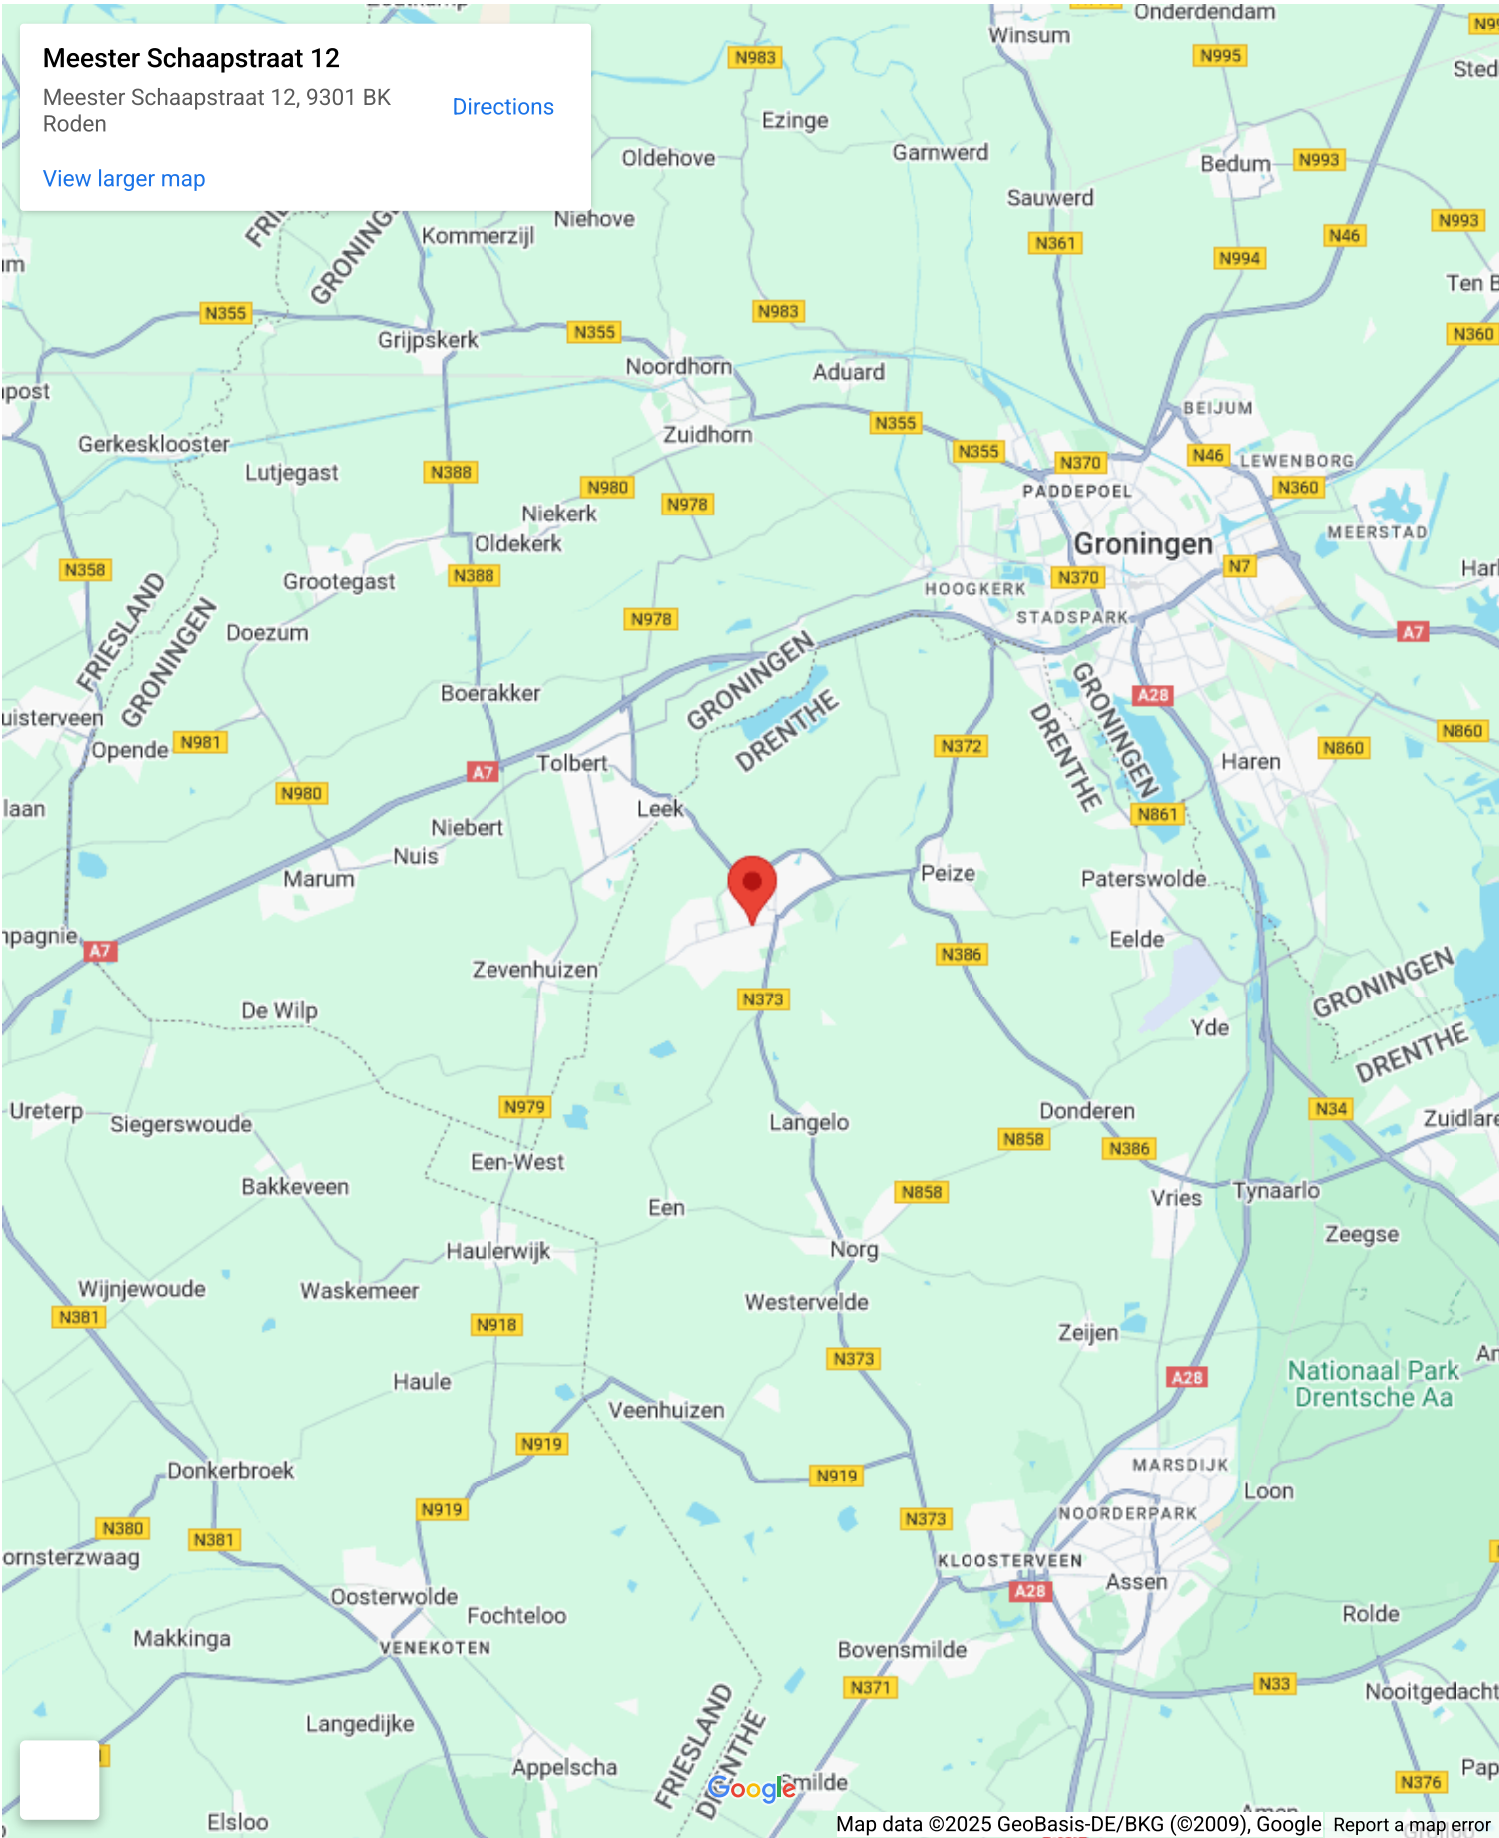 Meester Schaapstraat 12
Meester Schaapstraat 12, 9301 BK
Roden
Directions
View larger map
Onderdendam
Winsum
N983
N995
Ezinge
Oldehove
Garnwerd
Bedum
N993
Sauwerd
Niehove
N993
Kommerzijl
GRONINGEN
N361
N46
N994
N355
N983
N355
N360
Grijpskerk
Noordhorn
Aduard
BEIJUM
N355
Zuidhorn
Gerkesklooster
N355
N46
N370
LEWENBORG
Lutjegast
N388
N980
N360
PADDEPOEL
N978
Niekerk
MEERSTAD
Oldekerk
Groningen
N358
N7
N388
N370
Grootegast
HOOGKERK
STADSPARK
N978
FRIESLAND
GRONINGEN
Doezum
A7
GRONINGEN
DRENTHE
Boerakker
A28
GRONINGEN
DRENTHE
N981
Opende
N372
N860
N860
Tolbert
Haren
A7
N980
Leek
N861
Niebert
Nuis
Marum
Peize
Paterswolde
Eelde
A7
N386
Zevenhuizen
GRONINGEN
DRENTHE
N373
De Wilp
Yde
N979
Ureterp
Siegerswoude
Donderen
N34
Langelo
N858
N386
Een-West
Bakkeveen
N858
Tynaarlo
Vries
Een
Zeegse
Haulerwijk
Norg
Wijnjewoude
Waskemeer
Westervelde
N381
N918
Zeijen
N373
Nationaal Park
Drentsche Aa
A28
Haule
Veenhuizen
N919
Donkerbroek
N919
MARSDIJK
Loon
N919
NOORDERPARK
N373
N380
N381
KLOOSTERVEEN
A28
Assen
Oosterwolde
Fochteloo
Rolde
Makkinga
VENEKOTEN
Bovensmilde
N33
N371
FRIESLAND
DRENTHE
Langedijke
Appelscha
N376
Google
Elsloo
Map data ©2025 GeoBasis-DE/BKG (©2009), Google
Report a map error